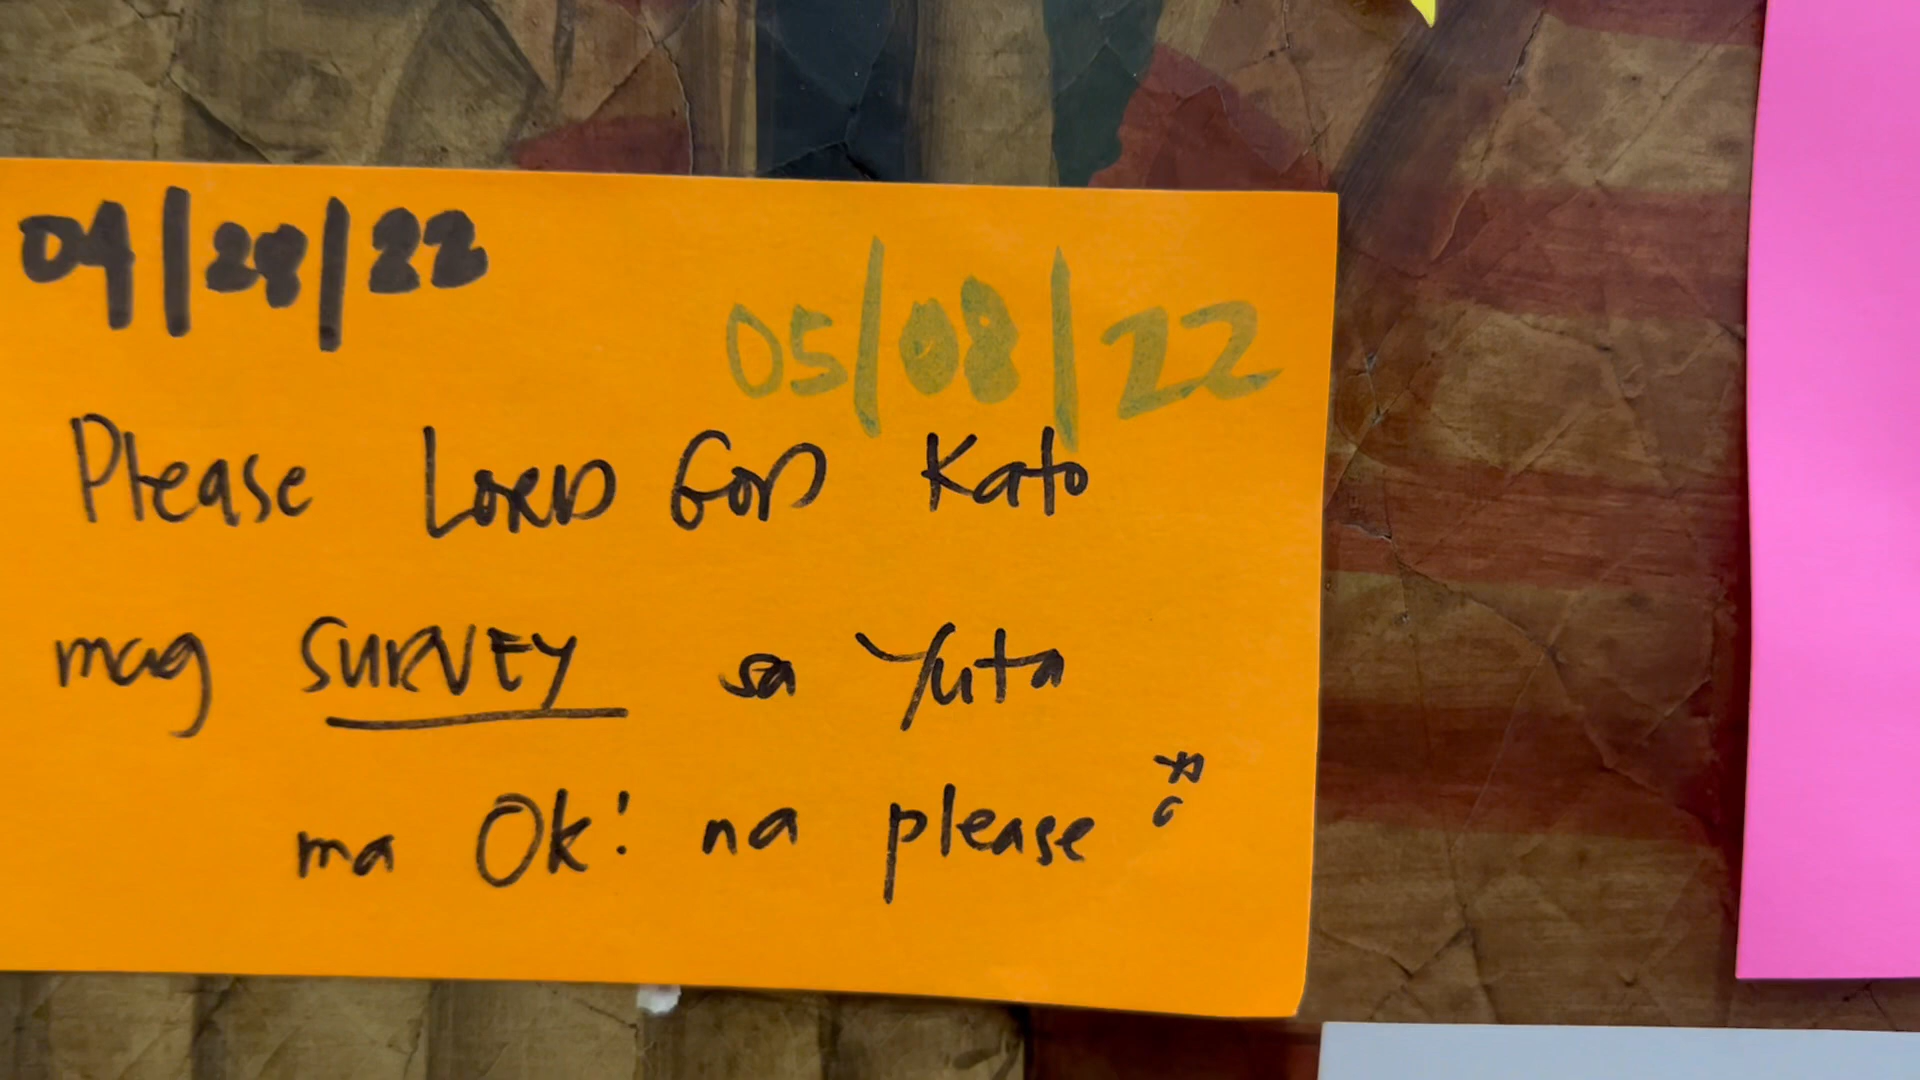 04/28/22
05/08/22
Please LORD GOD Kato
mag SURVEY sa Yuta
ma Ok! na please